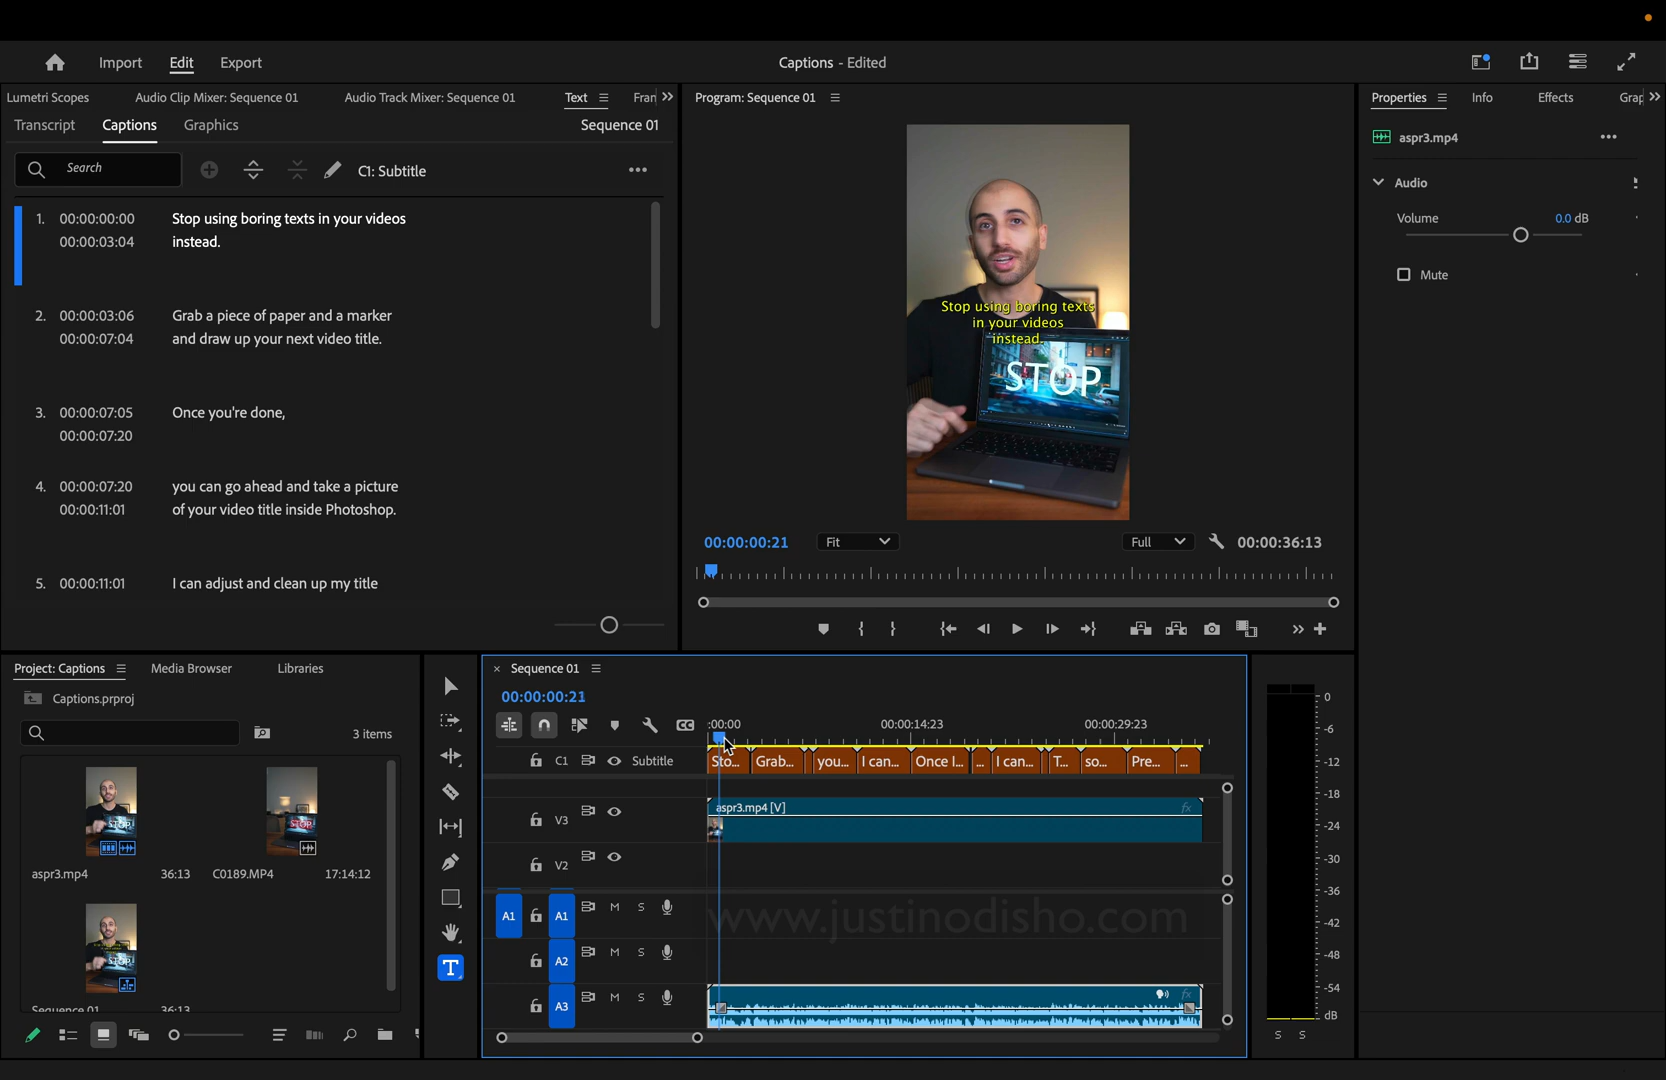 Import Edit Export
Captions - Edited
Lumetri Scopes Audio Clip Mixer: Sequence 01 Audio Track Mixer: Sequence 01 Text Fran
Program: Sequence 01
Properties Info Effects Grap
Transcript Captions Graphics Sequence 01
Search C1: Subtitle
1. 00:00:00:00 Stop using boring texts in your videos
00:00:03:04 instead.
2. 00:00:03:06 Grab a piece of paper and a marker
00:00:07:04 and draw up your next video title.
3. 00:00:07:05 Once you're done,
00:00:07:20
4. 00:00:07:20 you can go ahead and take a picture
00:00:11:01 of your video title inside Photoshop.
5. 00:00:11:01 I can adjust and clean up my title
Stop using boring texts
in your videos
instead.
STOP
00:00:00:21 Fit Full 00:00:36:13
aspr3.mp4
Audio
Volume 0.0 dB
Mute
Project: Captions Media Browser Libraries
Captions.prproj
3 items
aspr3.mp4 36:13 C0189.MP4 17:14:12
Sequence 01 36:13
× Sequence 01
00:00:00:21
:00:00 00:00:14:23 00:00:29:23
C1 Subtitle Sto... Grab... you... I can... Once I... ... I can... T... so... Pre... ...
V3 aspr3.mp4 [V] fx
V2
A1 A1 M S
www.justinodisho.com
A2 M S
A3 M S fx
0
-6
-12
-18
-24
-30
-36
-42
-48
-54
dB
S S